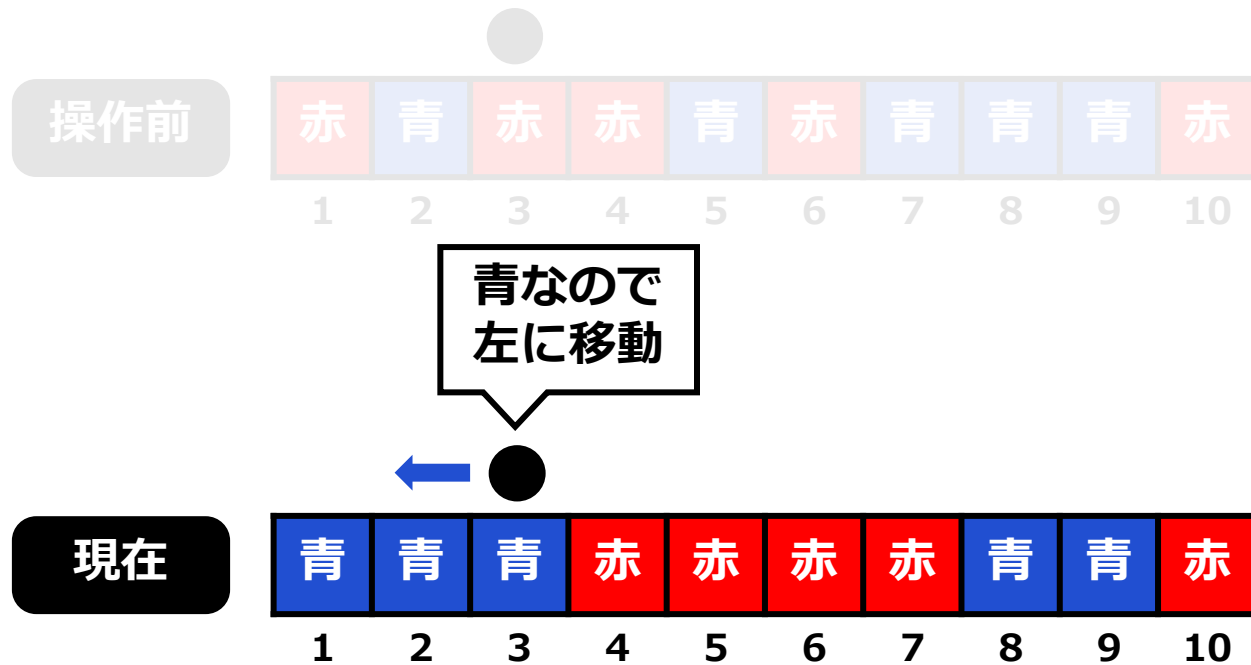 操作前
赤 青 赤 赤 青 赤 青 青 青 赤
1 2 3 4 5 6 7 8 9 10
青なので
左に移動
現在
青 青 青 赤 赤 赤 赤 青 青 赤
1 2 3 4 5 6 7 8 9 10